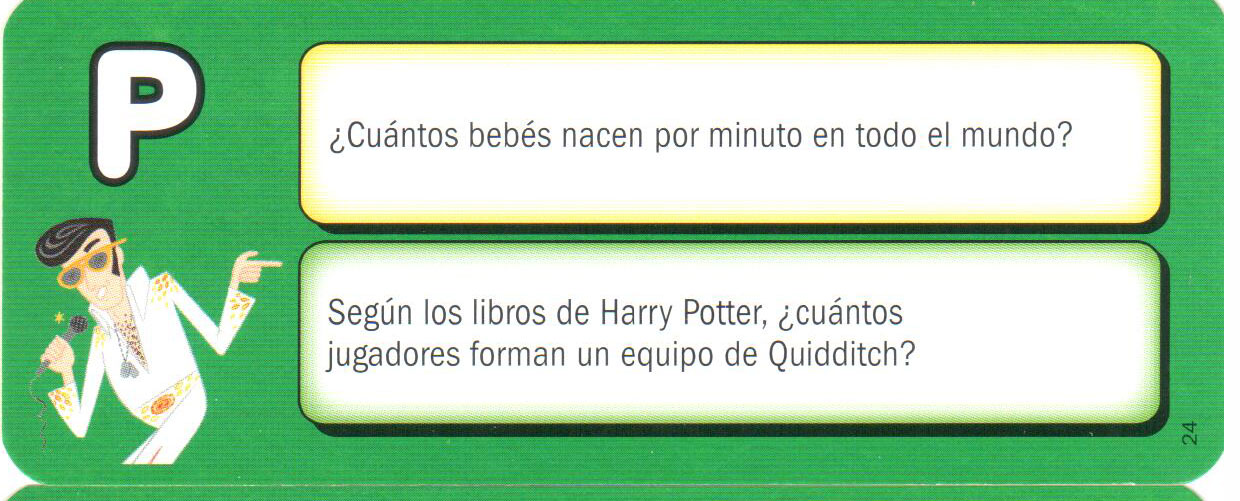 P
¿Cuántos bebés nacen por minuto en todo el mundo?
Según los libros de Harry Potter, ¿cuántos
jugadores forman un equipo de Quidditch?
24